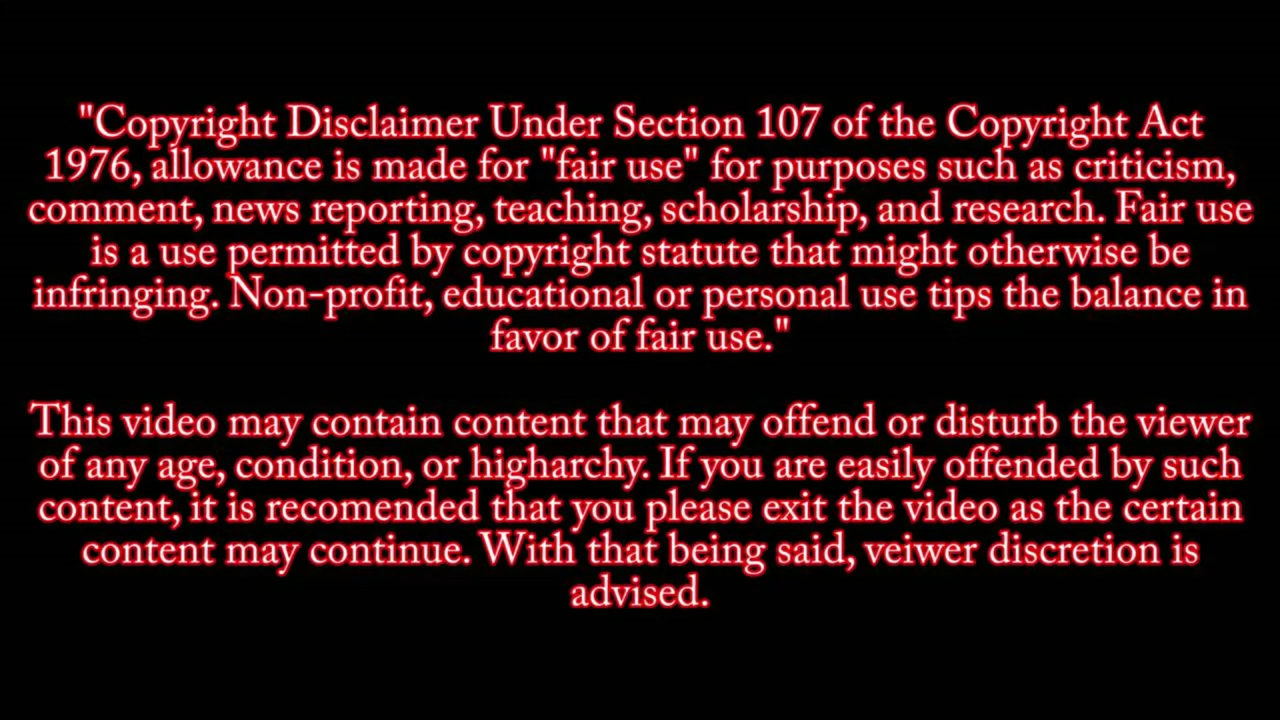 "Copyright Disclaimer Under Section 107 of the Copyright Act
1976, allowance is made for "fair use" for purposes such as criticism,
comment, news reporting, teaching, scholarship, and research. Fair use
is a use permitted by copyright statute that might otherwise be
infringing. Non-profit, educational or personal use tips the balance in
favor of fair use."
This video may contain content that may offend or disturb the viewer
of any age, condition, or higharchy. If you are easily offended by such
content, it is recomended that you please exit the video as the certain
content may continue. With that being said, veiwer discretion is
advised.